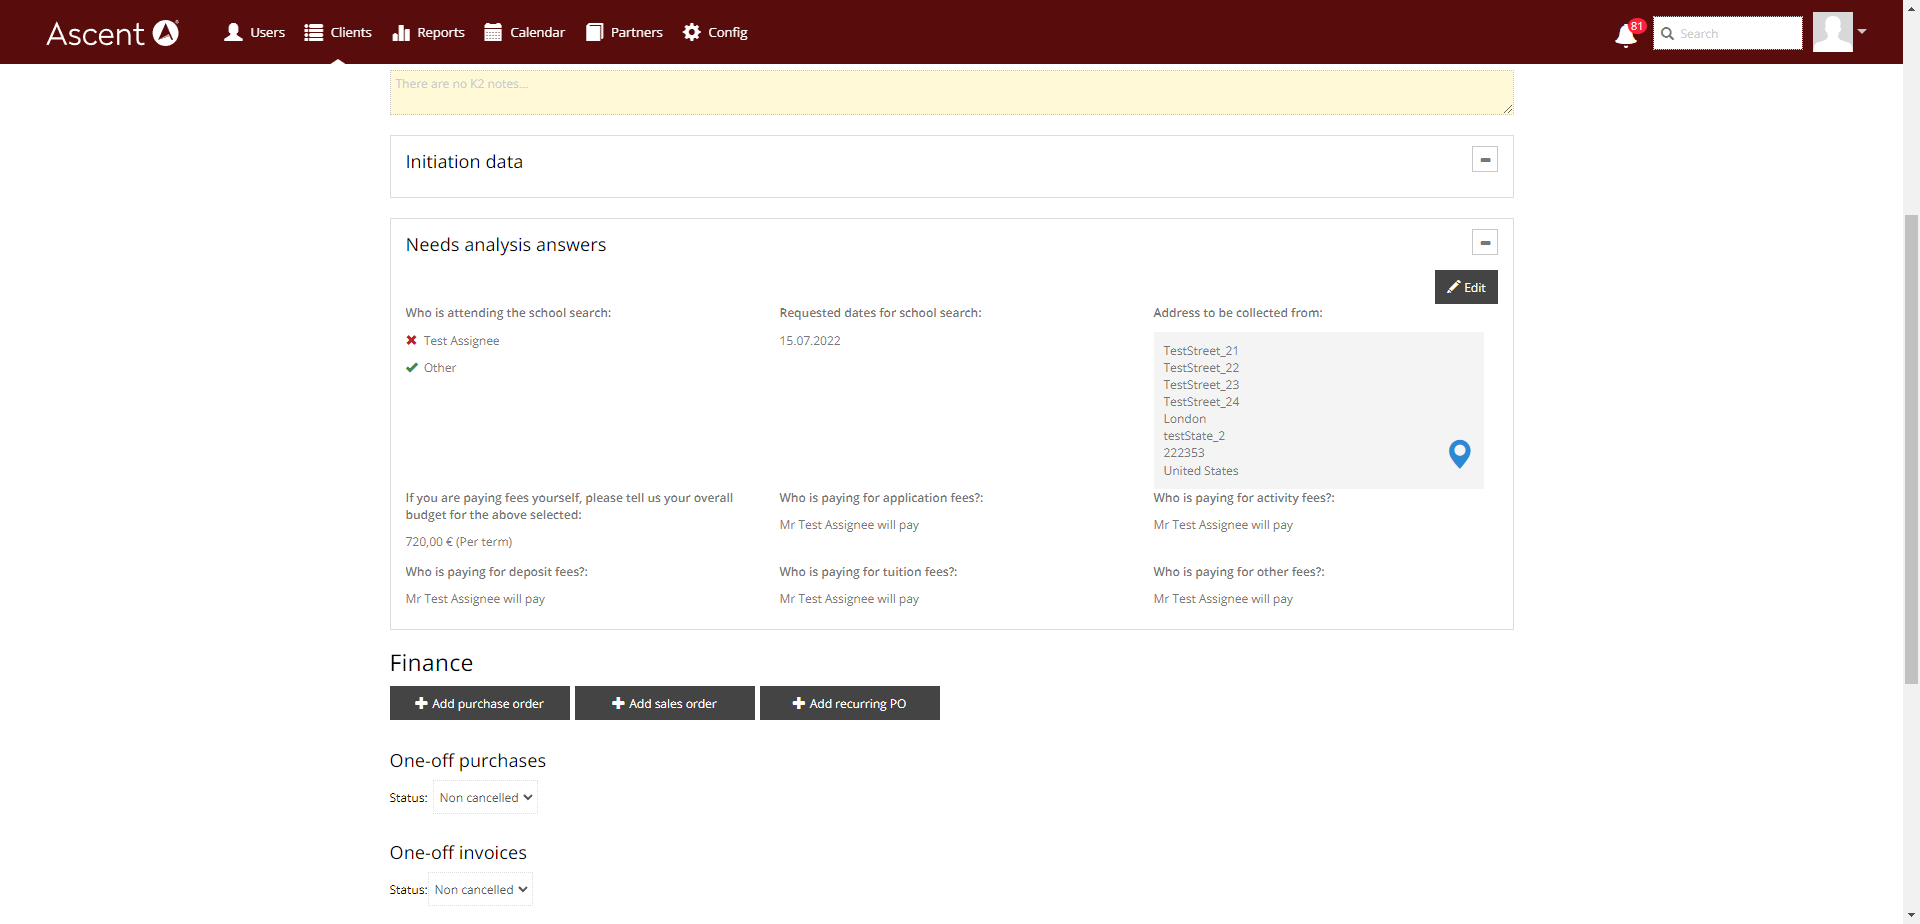 Ascent
Users
Clients
Reports
Calendar
Partners
Config
81
Search
There are no K2 notes...
Initiation data
Needs analysis answers
Edit
Who is attending the school search:
Test Assignee
Other
Requested dates for school search:
15.07.2022
Address to be collected from:
TestStreet_21
TestStreet_22
TestStreet_23
TestStreet_24
London
testState_2
222353
United States
If you are paying fees yourself, please tell us your overall
budget for the above selected:
720,00 € (Per term)
Who is paying for application fees?:
Mr Test Assignee will pay
Who is paying for activity fees?:
Mr Test Assignee will pay
Who is paying for deposit fees?:
Mr Test Assignee will pay
Who is paying for tuition fees?:
Mr Test Assignee will pay
Who is paying for other fees?:
Mr Test Assignee will pay
Finance
Add purchase order
Add sales order
Add recurring PO
One-off purchases
Status: Non cancelled
One-off invoices
Status: Non cancelled